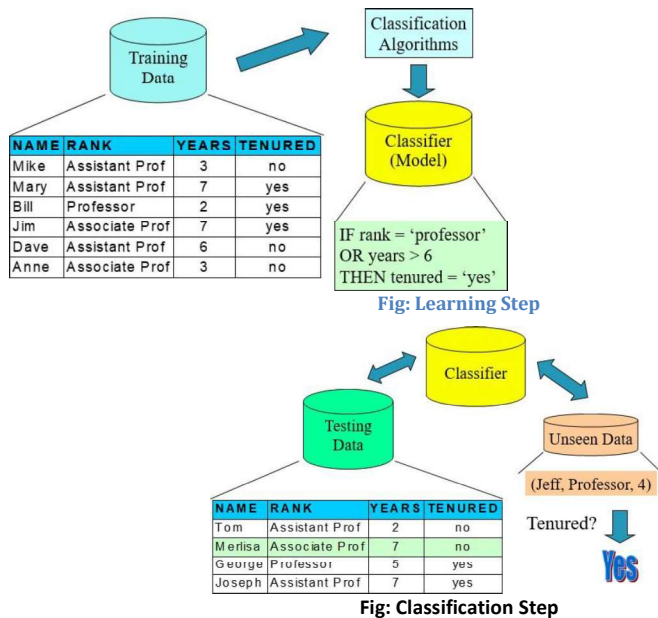 Training
Data
Classification
Algorithms
NAME RANK YEARS TENURED
Mike Assistant Prof 3 no
Mary Assistant Prof 7 yes
Bill Professor 2 yes
Jim Associate Prof 7 yes
Dave Assistant Prof 6 no
Anne Associate Prof 3 no
Classifier
(Model)
IF rank = ‘professor’
OR years > 6
THEN tenured = ‘yes’
Fig: Learning Step
Classifier
Testing
Data
Unseen Data
(Jeff, Professor, 4)
NAME RANK YEARS TENURED
Tom Assistant Prof 2 no
Merlisa Associate Prof 7 no
George Professor 5 yes
Joseph Assistant Prof 7 yes
Tenured?
Yes
Fig: Classification Step